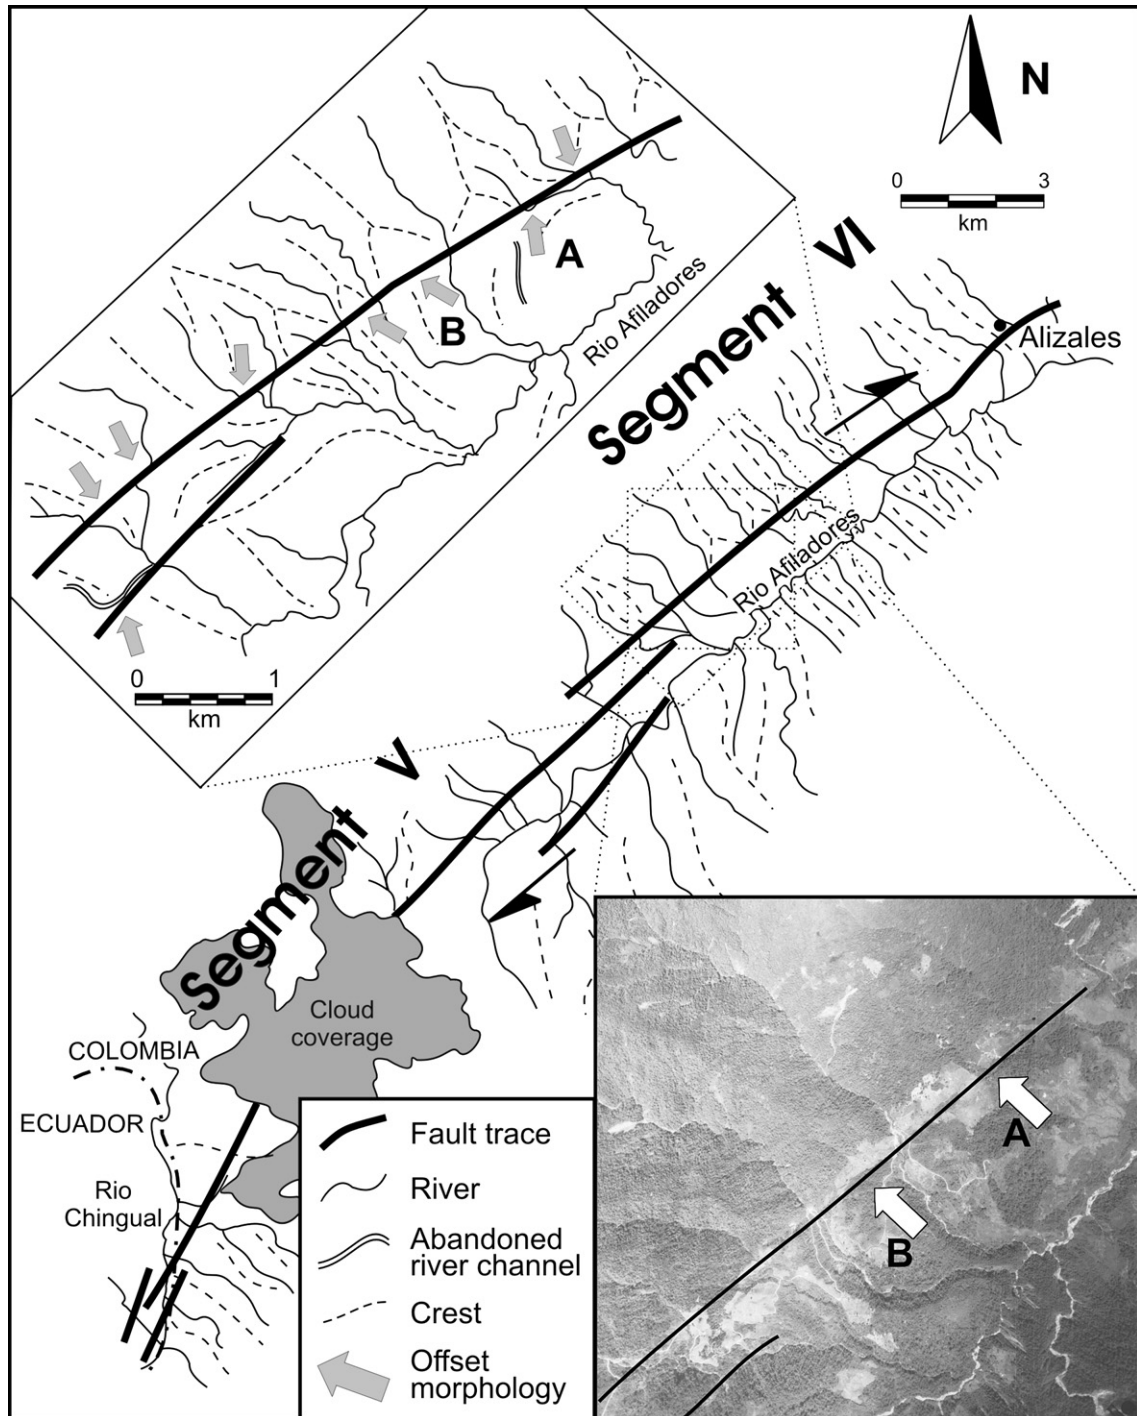 N
0 3
km
A
B
Rio Afiladores
0 1
km
Segment VI
Alizales
Rio Afiladores
Segment V
Cloud
coverage
COLOMBIA
ECUADOR
Rio
Chingual
Fault trace
River
Abandoned
river channel
Crest
Offset
morphology
A
B